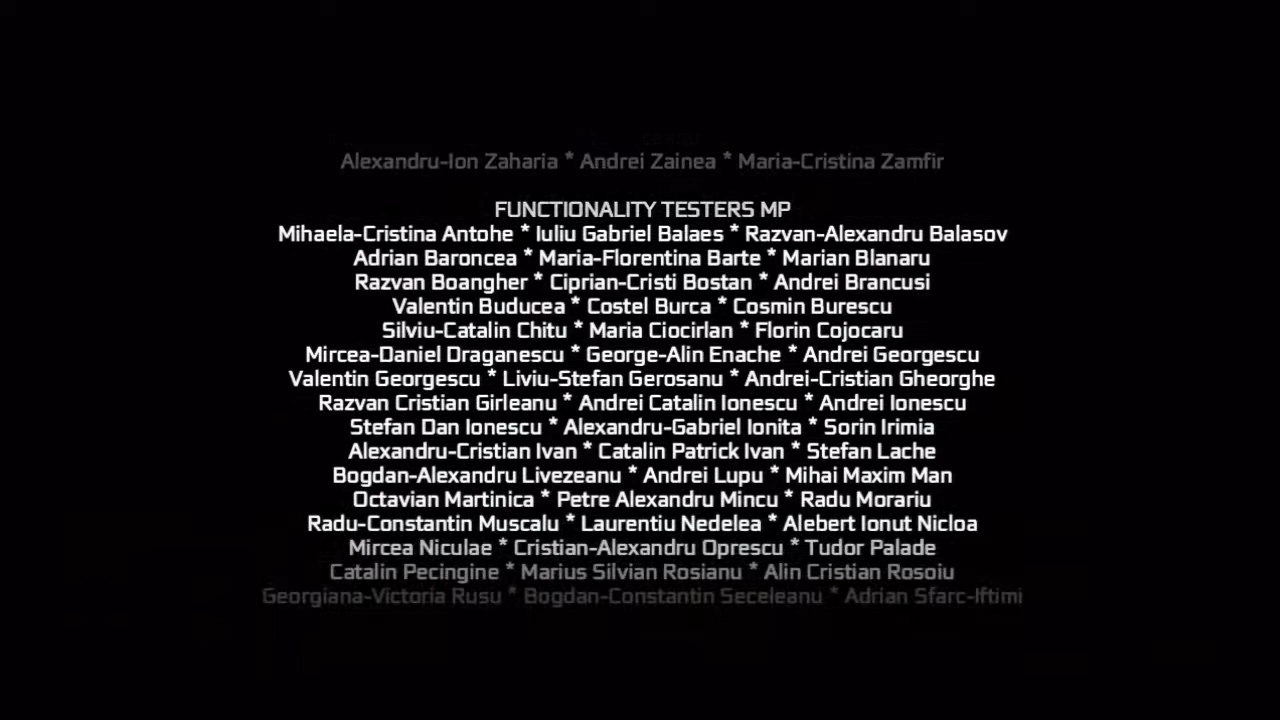 Alexandru-Ion Zaharia * Andrei Zainea * Maria-Cristina Zamfir
FUNCTIONALITY TESTERS MP
Mihaela-Cristina Antohe * Iuliu Gabriel Balaes * Razvan-Alexandru Balasov
Adrian Baroncea * Maria-Florentina Barte * Marian Blanaru
Razvan Boangher * Ciprian-Cristi Bostan * Andrei Brancusi
Valentin Buducea * Costel Burca * Cosmin Burescu
Silviu-Catalin Chitu * Maria Ciocirlan * Florin Cojocaru
Mircea-Daniel Draganescu * George-Alin Enache * Andrei Georgescu
Valentin Georgescu * Liviu-Stefan Gerosanu * Andrei-Cristian Gheorghe
Razvan Cristian Girleanu * Andrei Catalin Ionescu * Andrei Ionescu
Stefan Dan Ionescu * Alexandru-Gabriel Ionita * Sorin Irimia
Alexandru-Cristian Ivan * Catalin Patrick Ivan * Stefan Lache
Bogdan-Alexandru Livezeanu * Andrei Lupu * Mihai Maxim Man
Octavian Martinica * Petre Alexandru Mincu * Radu Morariu
Radu-Constantin Muscalu * Laurentiu Nedelea * Alebert Ionut Nicloa
Mircea Niculae * Cristian-Alexandru Oprescu * Tudor Palade
Catalin Pecingine * Marius Silvian Rosianu * Alin Cristian Rosoiu
Georgiana-Victoria Rusu * Bogdan-Constantin Seceleanu * Adrian Sfarc-Iftimi